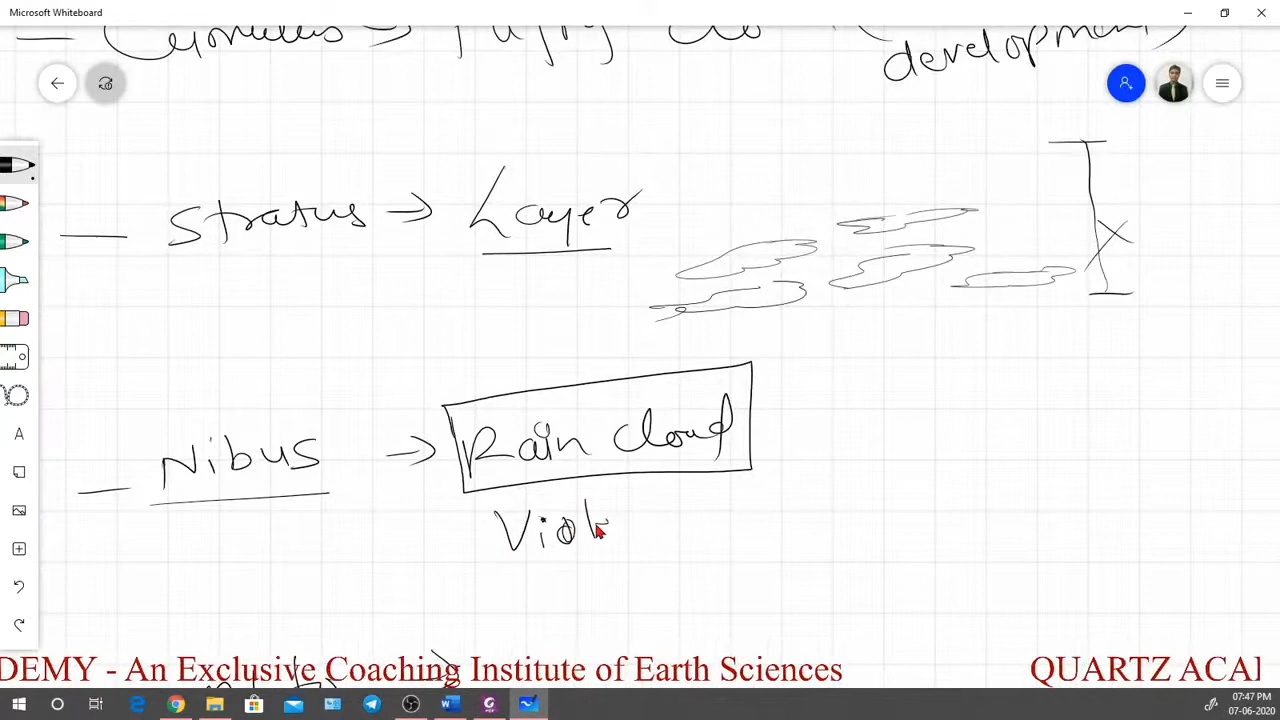 Microsoft Whiteboard
development)
— Stratus → Layer
— Nibus → Rain Cloud
DEMY - An Exclusive Coaching Institute of Earth Sciences QUARTZ ACA
07:47 PM
07-06-2020